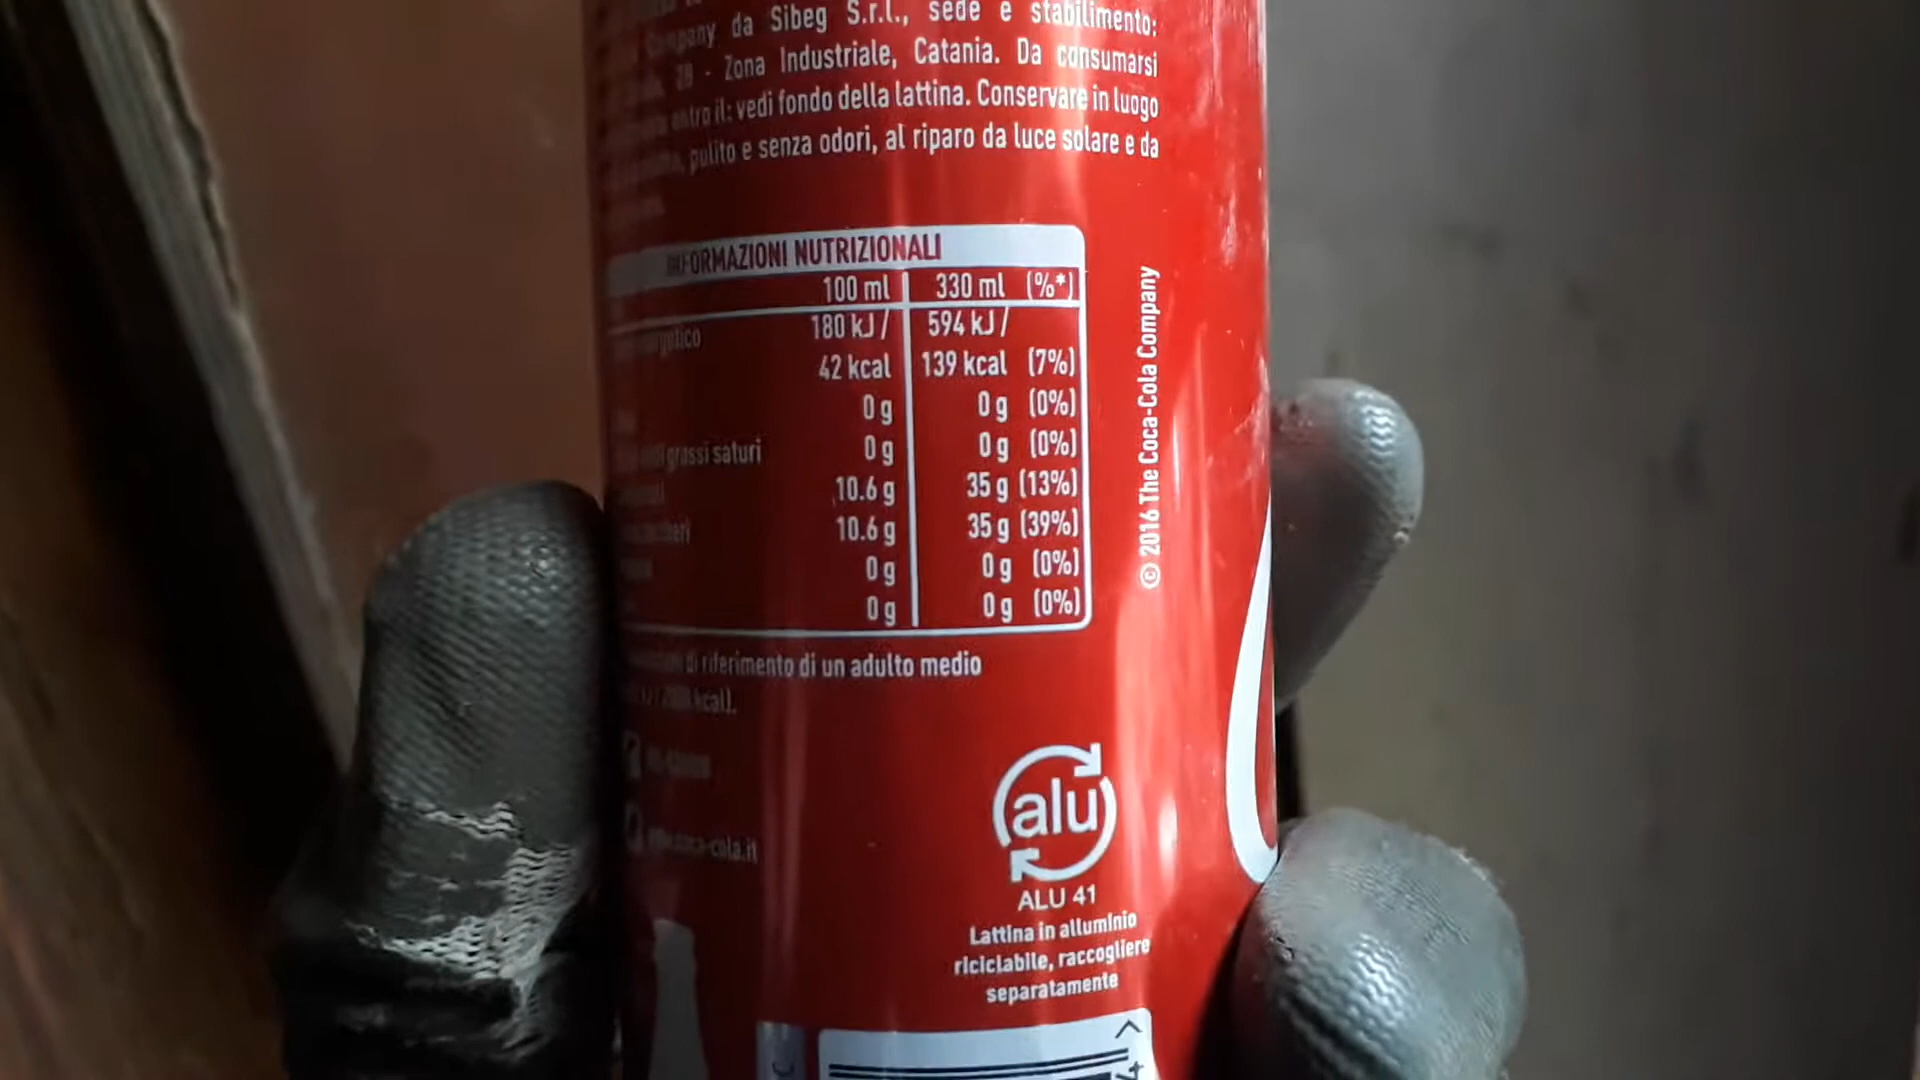 Company da Sibeg S.r.l., sede e stabilimento:
28 - Zona Industriale, Catania. Da consumarsi
entro il: vedi fondo della lattina. Conservare in luogo
pulito e senza odori, al riparo da luce solare e da
INFORMAZIONI NUTRIZIONALI
100 ml 330 ml (%*)
180 kJ / 594 kJ /
42 kcal 139 kcal (7%)
0 g 0 g (0%)
grassi saturi 0 g 0 g (0%)
10.6 g 35 g (13%)
10.6 g 35 g (39%)
0 g 0 g (0%)
0 g 0 g (0%)
di riferimento di un adulto medio
kcal).
© 2016 The Coca-Cola Company
alu
ALU 41
Lattina in alluminio
riciclabile, raccogliere
separatamente